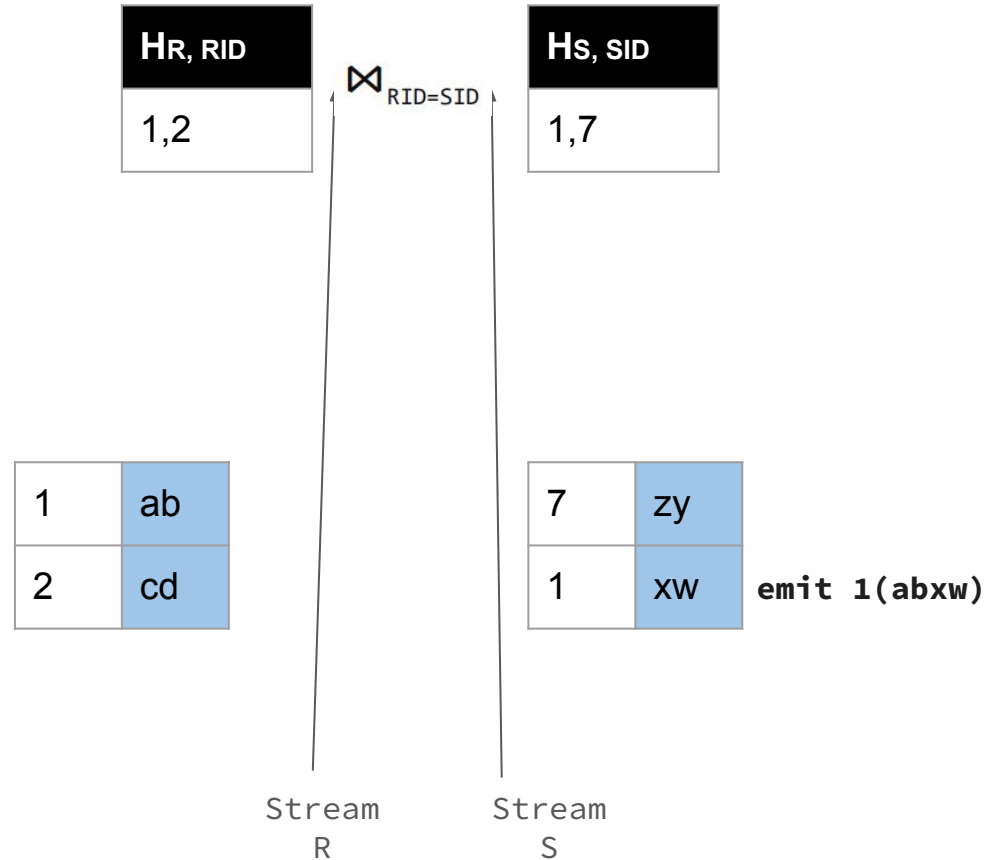 HR, RID
⋈RID=SID
HS, SID
1,2
1,7
1 ab
7 zy
2 cd
1 xw emit 1(abxw)
Stream
R
Stream
S